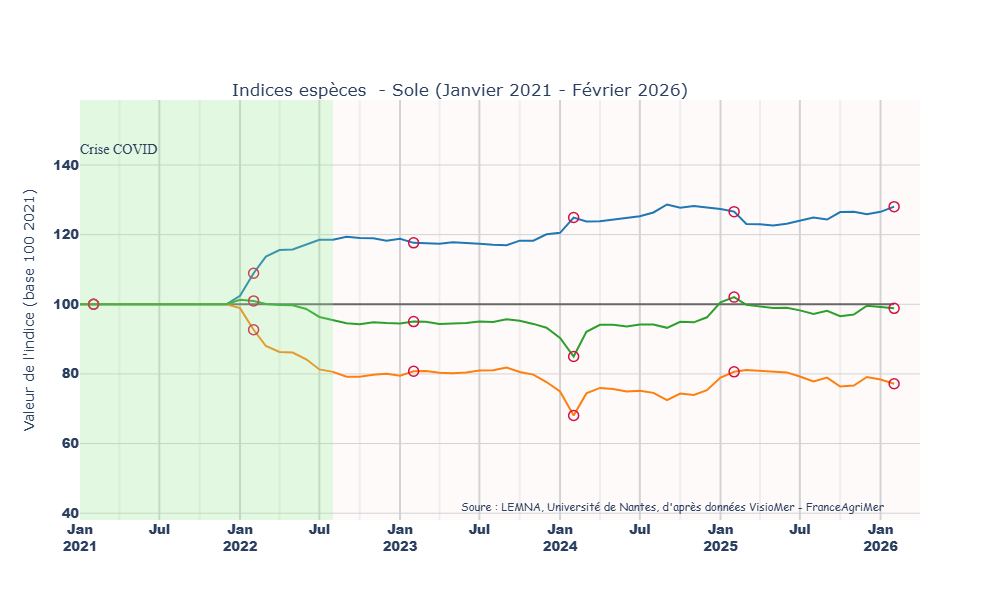 Indices espèces  - Sole (Janvier 2021 - Février 2026)
Crise COVID
Valeur de l'indice (base 100 2021)
140
120
100
80
60
40
Soure : LEMNA, Université de Nantes, d'après données VisioMer - FranceAgriMer
Jan Jul Jan Jul Jan Jul Jan Jul Jan Jul Jan
2021 2022 2023 2024 2025 2026